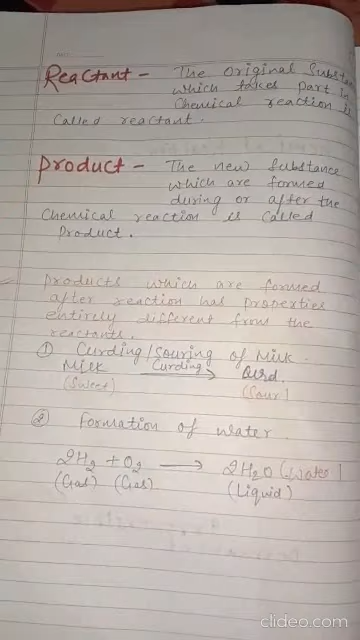 Reactant - The original Substan
which takes part in
Chemical reaction is
called reactant.
Product - The new Substance
which are formed
during or after the
Chemical reaction is called
Product.
products which are formed
after reaction has properties
entirely different from the
reactants.
① Curding/Souring of Milk.
Milk Curding → Curd.
(Sweet) (Sour)
② Formation of water.
2H₂ + O₂ → 2H₂O (Water)
(Gas) (Gas) (Liquid)
clideo.com